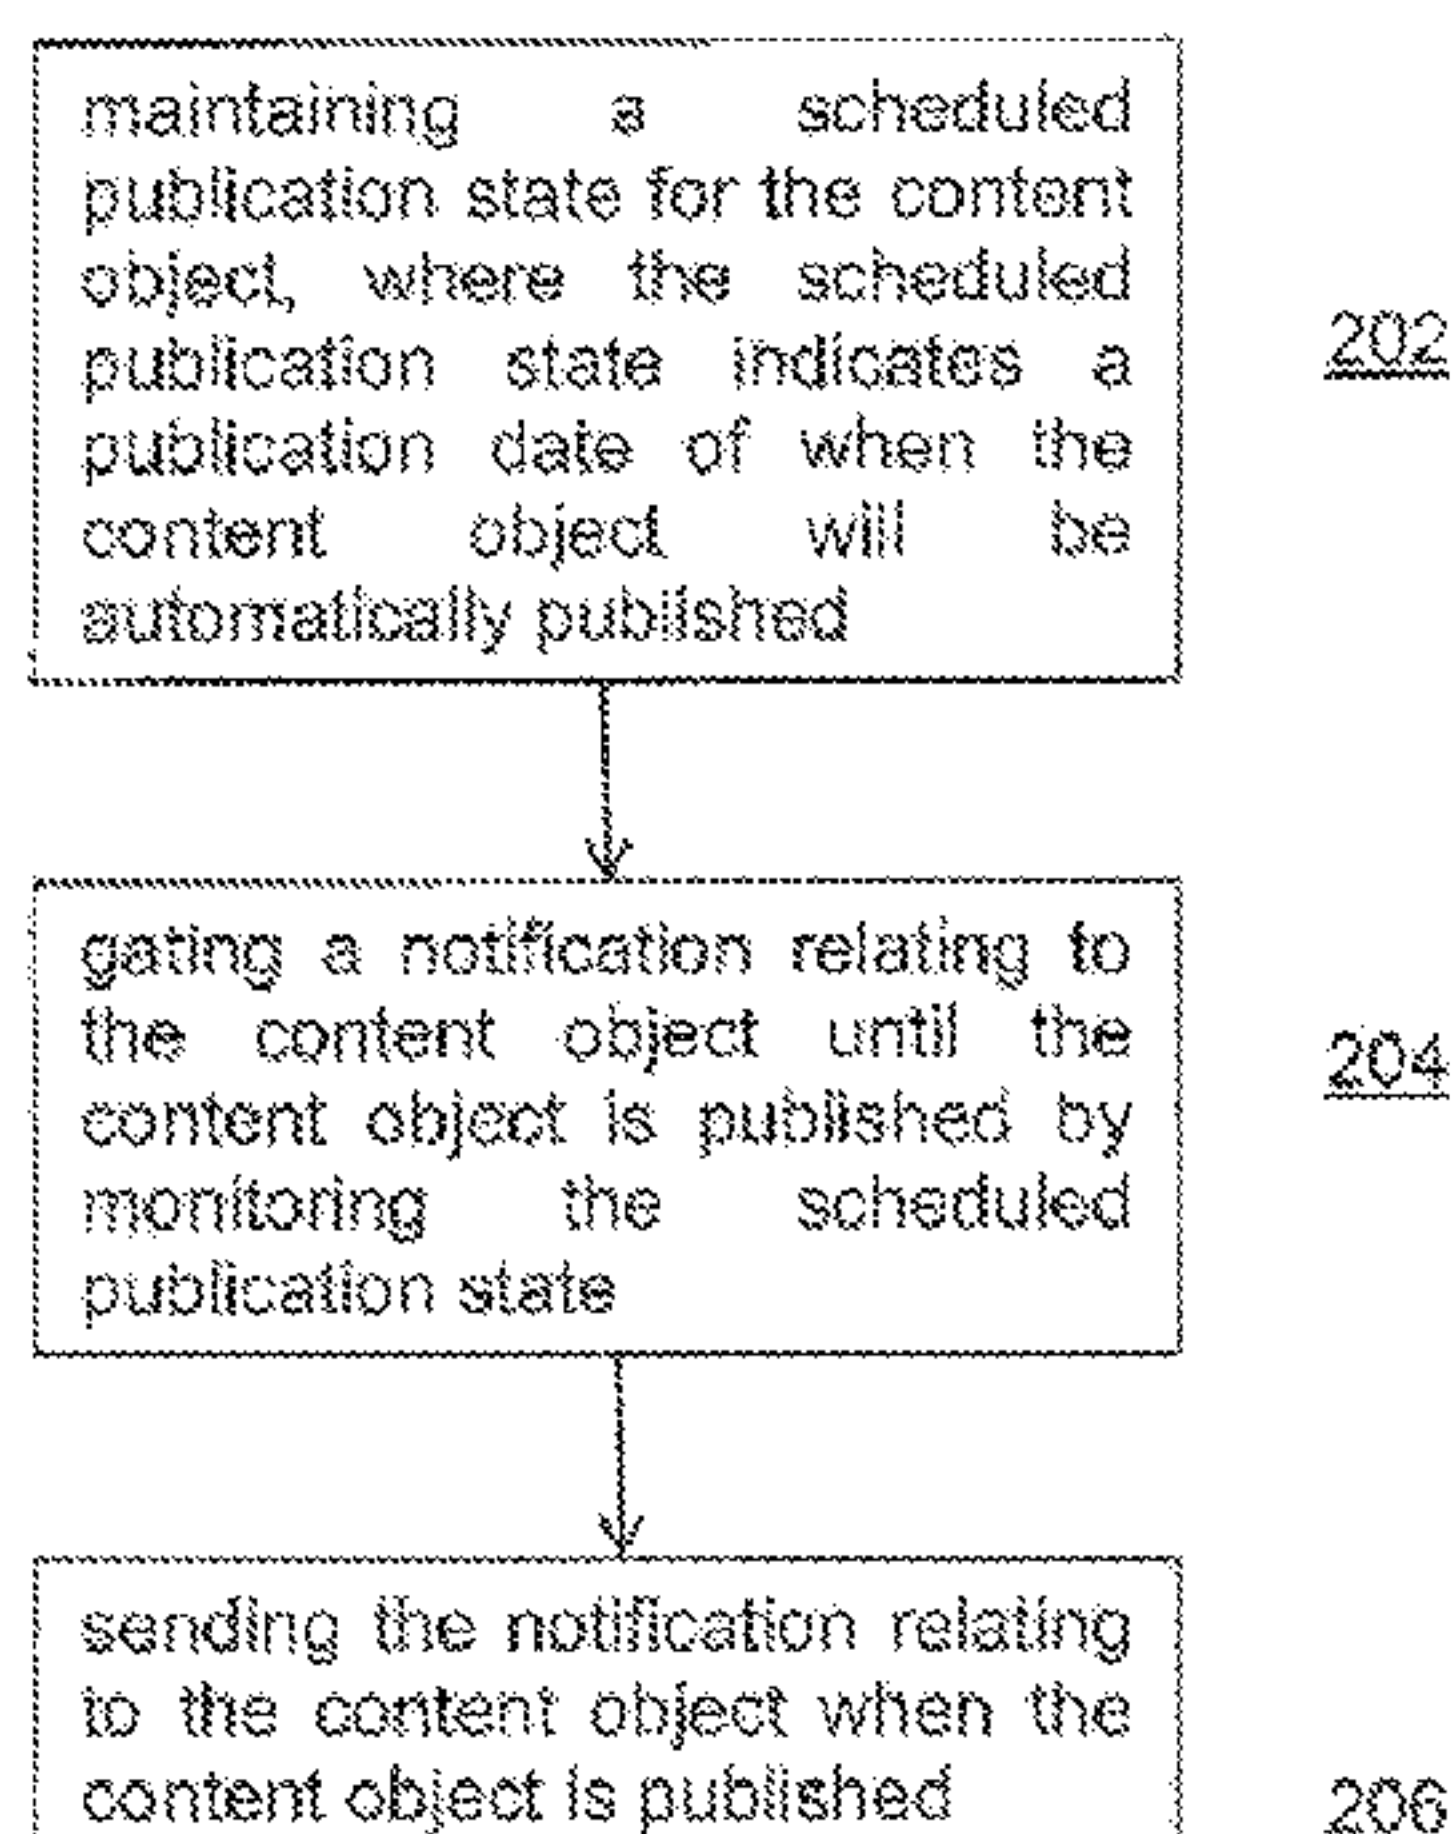 maintaining a scheduled
publication state for the content
object, where the scheduled
publication state indicates a
publication date of when the
content object will be
automatically published
202
gating a notification relating to
the content object until the
content object is published by
monitoring the scheduled
publication state
204
sending the notification relating
to the content object when the
content object is published
206